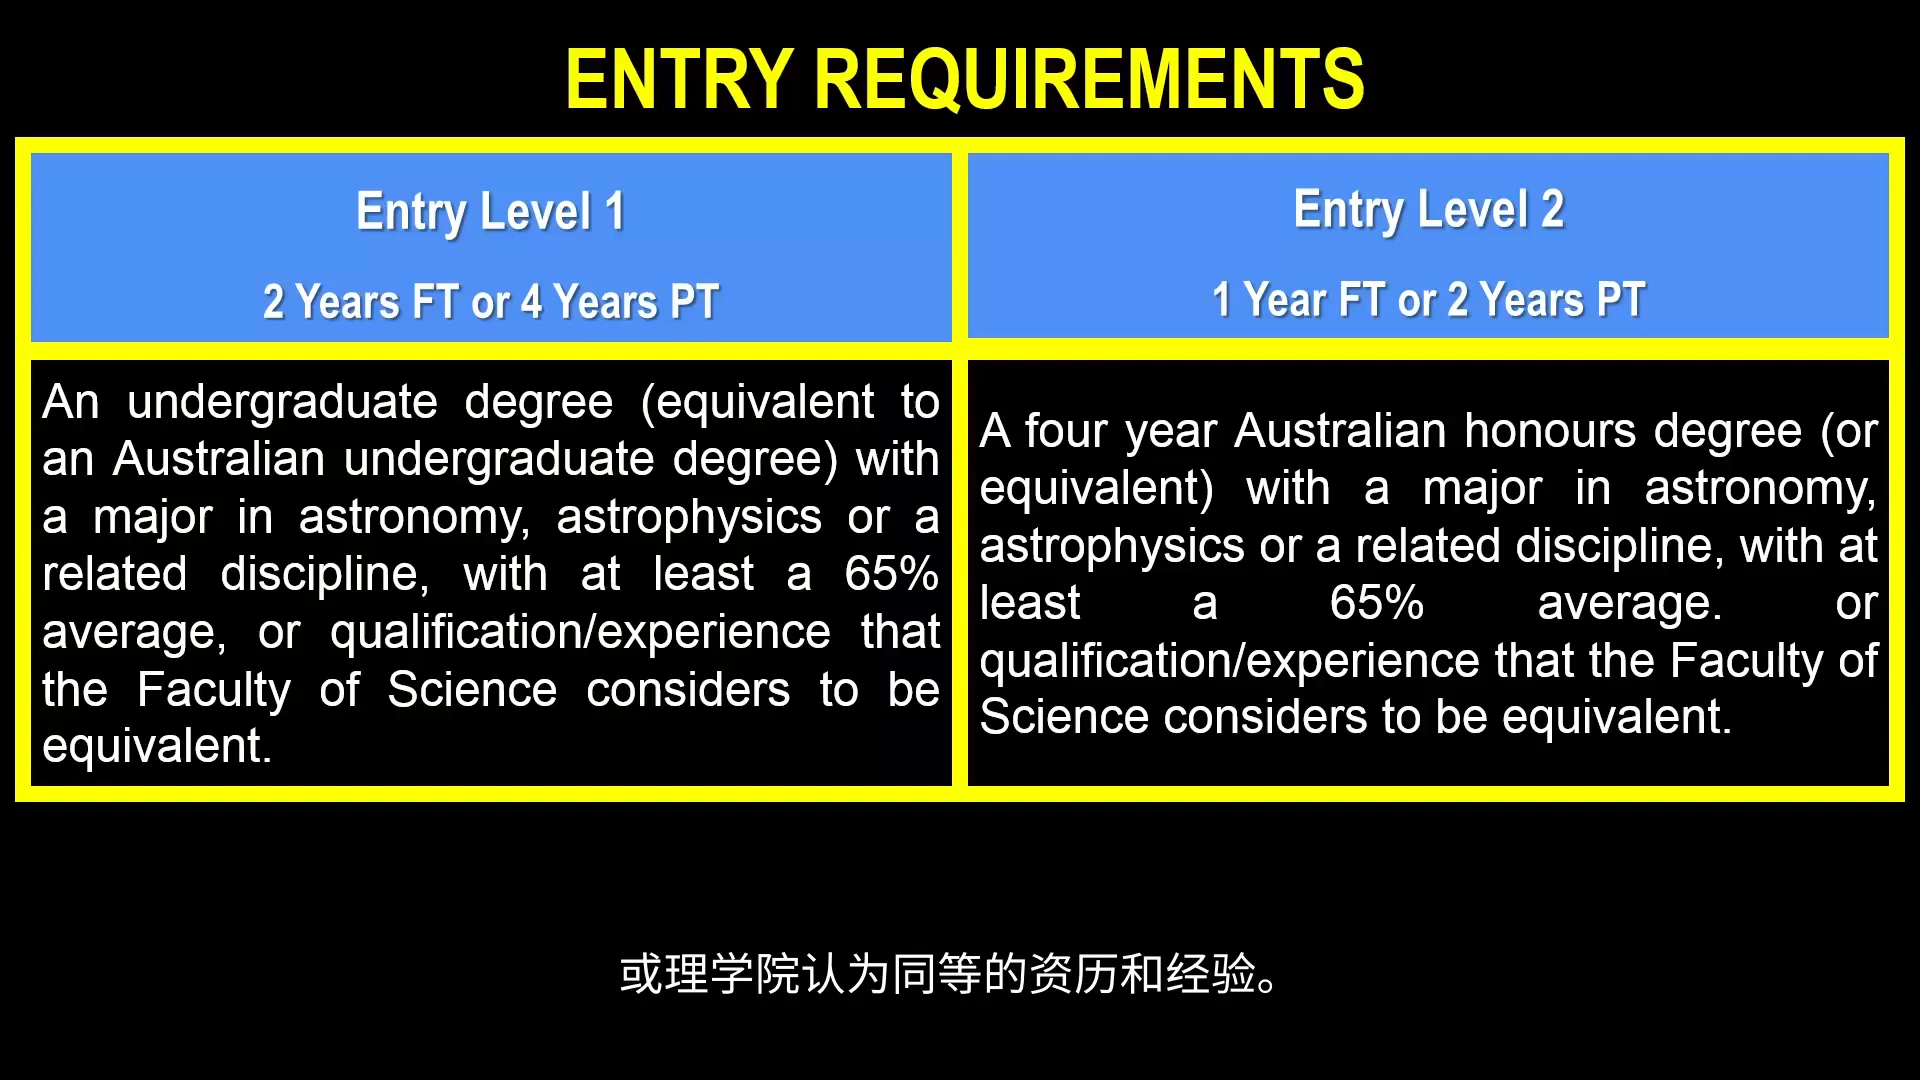 ENTRY REQUIREMENTS
Entry Level 1
2 Years FT or 4 Years PT
Entry Level 2
1 Year FT or 2 Years PT
An undergraduate degree (equivalent to
an Australian undergraduate degree) with
a major in astronomy, astrophysics or a
related discipline, with at least a 65%
average, or qualification/experience that
the Faculty of Science considers to be
equivalent.
A four year Australian honours degree (or
equivalent) with a major in astronomy,
astrophysics or a related discipline, with at
least a 65% average. or
qualification/experience that the Faculty of
Science considers to be equivalent.
或理学院认为同等的资历和经验。